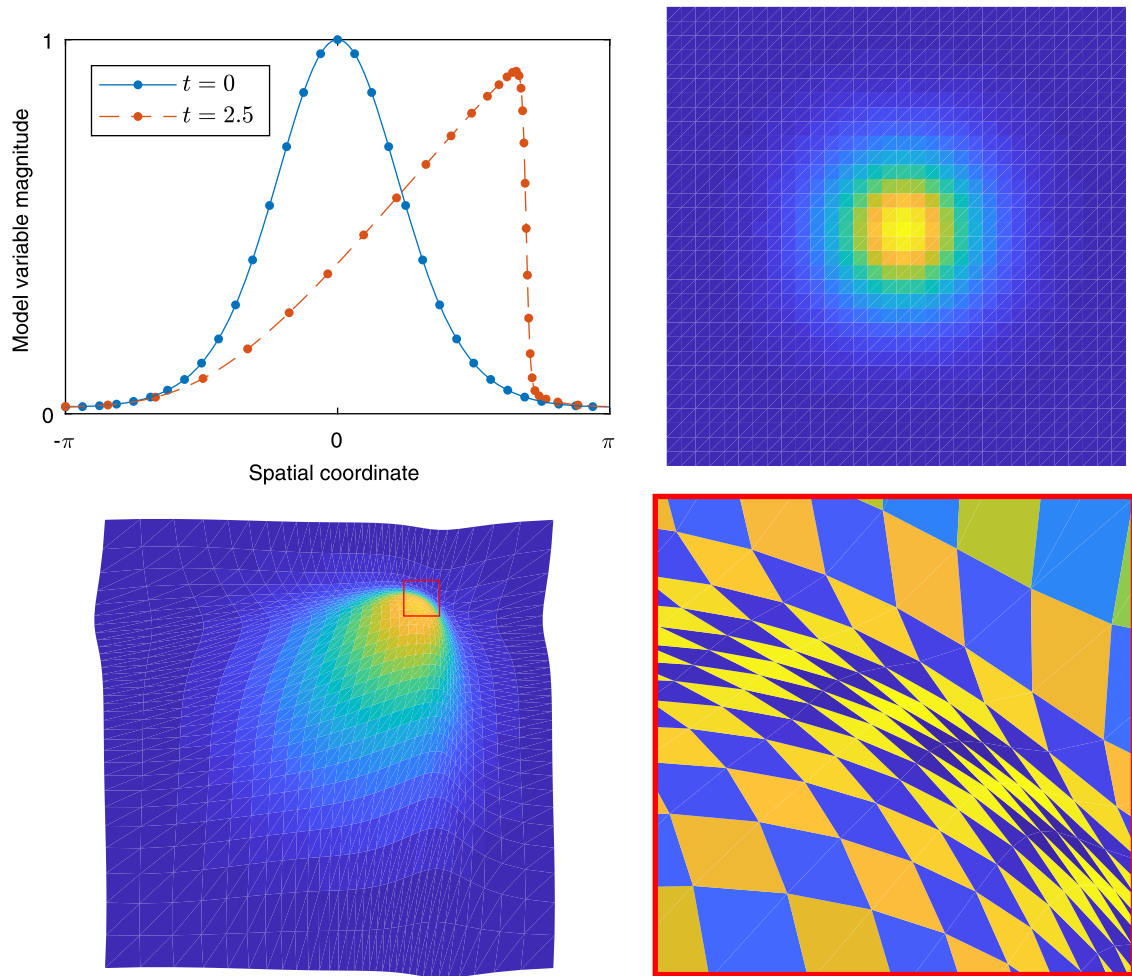 1
t = 0
t = 2.5
Model variable magnitude
0
-π 0 π
Spatial coordinate